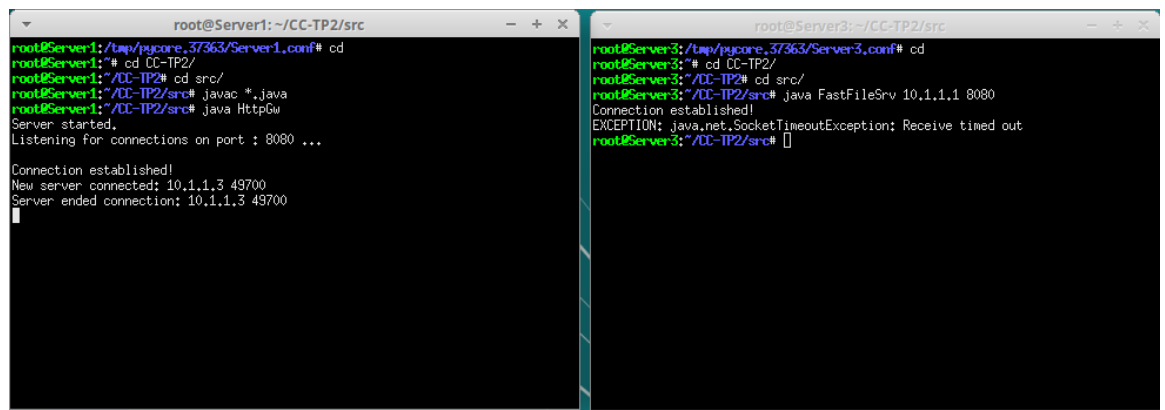 root@Server1: ~/CC-TP2/src
root@Server1:/tmp/pycore.37363/Server1.conf# cd
root@Server1:~# cd CC-TP2/
root@Server1:~/CC-TP2# cd src/
root@Server1:~/CC-TP2/src# javac *.java
root@Server1:~/CC-TP2/src# java HttpGw
Server started.
Listening for connections on port : 8080 ...
Connection established!
New server connected: 10.1.1.3 49700
Server ended connection: 10.1.1.3 49700
root@Server3: ~/CC-TP2/src
root@Server3:/tmp/pycore.37363/Server3.conf# cd
root@Server3:~# cd CC-TP2/
root@Server3:~/CC-TP2# cd src/
root@Server3:~/CC-TP2/src# java FastFileSrv 10.1.1.1 8080
Connection established!
EXCEPTION: java.net.SocketTimeoutException: Receive timed out
root@Server3:~/CC-TP2/src#